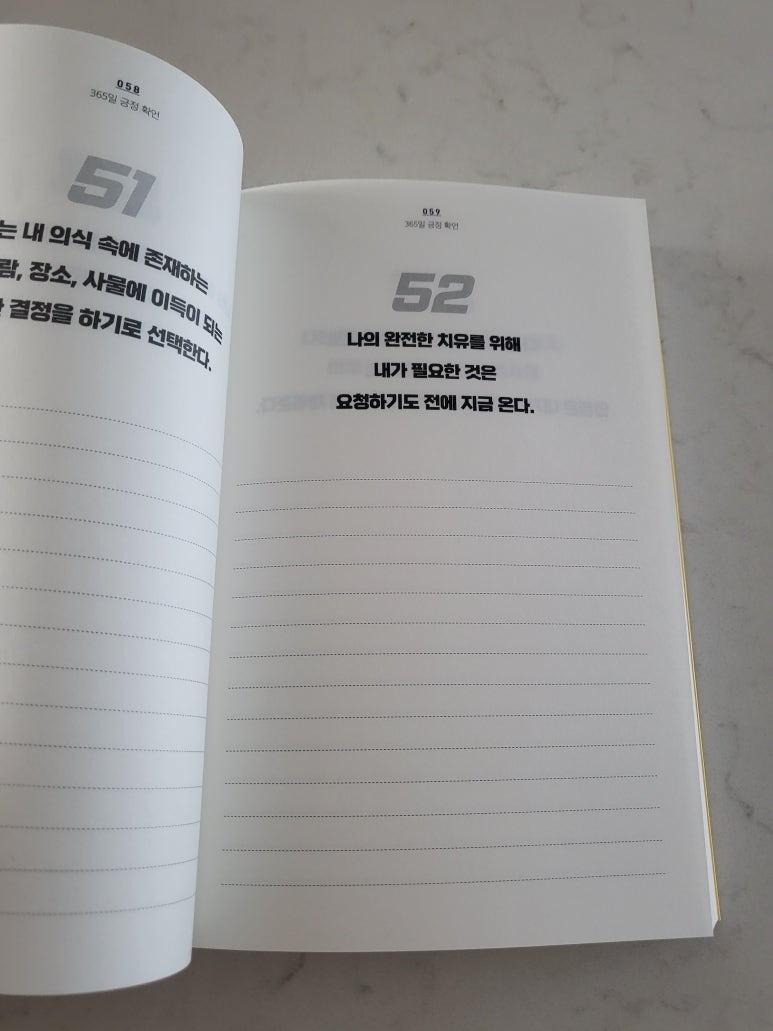 058
365일 긍정 확언
51
는 내 의식 속에 존재하는
람, 장소, 사물에 이득이 되는
결정을 하기로 선택한다.
059
365일 긍정 확언
52
나의 완전한 치유를 위해
내가 필요한 것은
요청하기도 전에 지금 온다.